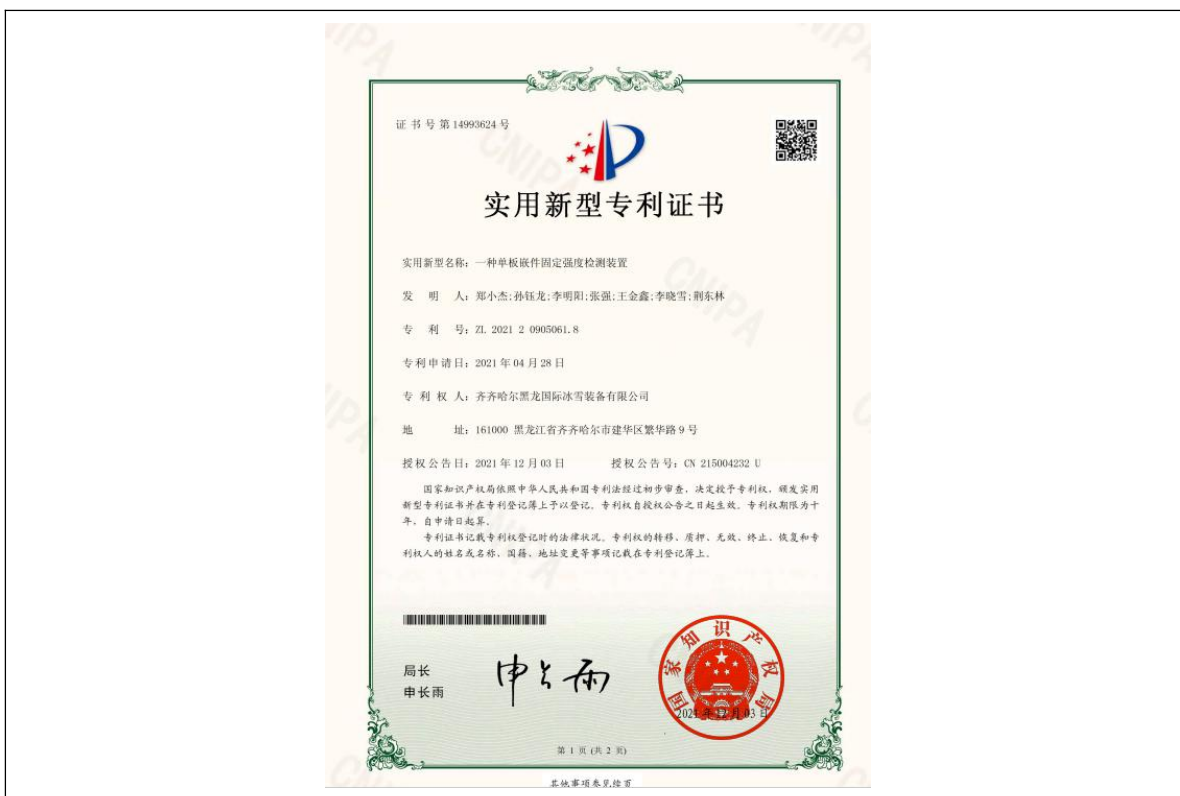 证书号第14993624号
实用新型专利证书
实用新型名称：一种单板嵌件固定强度检测装置
发 明 人：郑小杰;孙钰龙;李明阳;张强;王金鑫;李晓雪;荆东林
专 利 号：ZL 2021 2 0905061.8
专利申请日：2021年04月28日
专 利 权 人：齐齐哈尔黑龙国际冰雪装备有限公司
地 址：161000 黑龙江省齐齐哈尔市建华区繁华路9号
授权公告日：2021年12月03日 授权公告号：CN 215004232 U
国家知识产权局依照中华人民共和国专利法经过初步审查，决定授予专利权，颁发实用
新型专利证书并在专利登记簿上予以登记。专利权自授权公告之日起生效。专利权期限为十
年，自申请日起算。
专利证书记载专利权登记时的法律状况。专利权的转移、质押、无效、终止、恢复和专
利权人的姓名或名称、国籍、地址变更等事项记载在专利登记簿上。
局长
申长雨
申长雨
国家知识产权局
2021年12月03日
第 1 页 (共 2 页)
其他事项参见续页
CNIPA